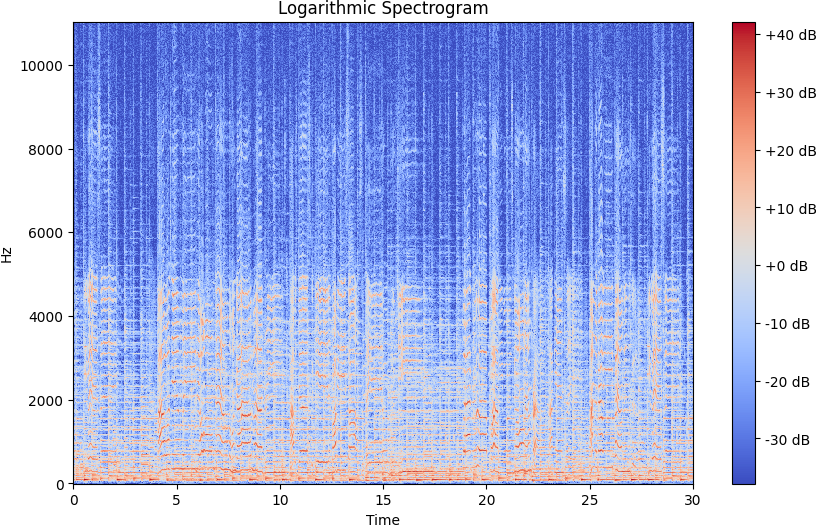 Logarithmic Spectrogram
Hz
10000
8000
6000
4000
2000
0
0 5 10 15 20 25 30
Time
+40 dB
+30 dB
+20 dB
+10 dB
+0 dB
-10 dB
-20 dB
-30 dB